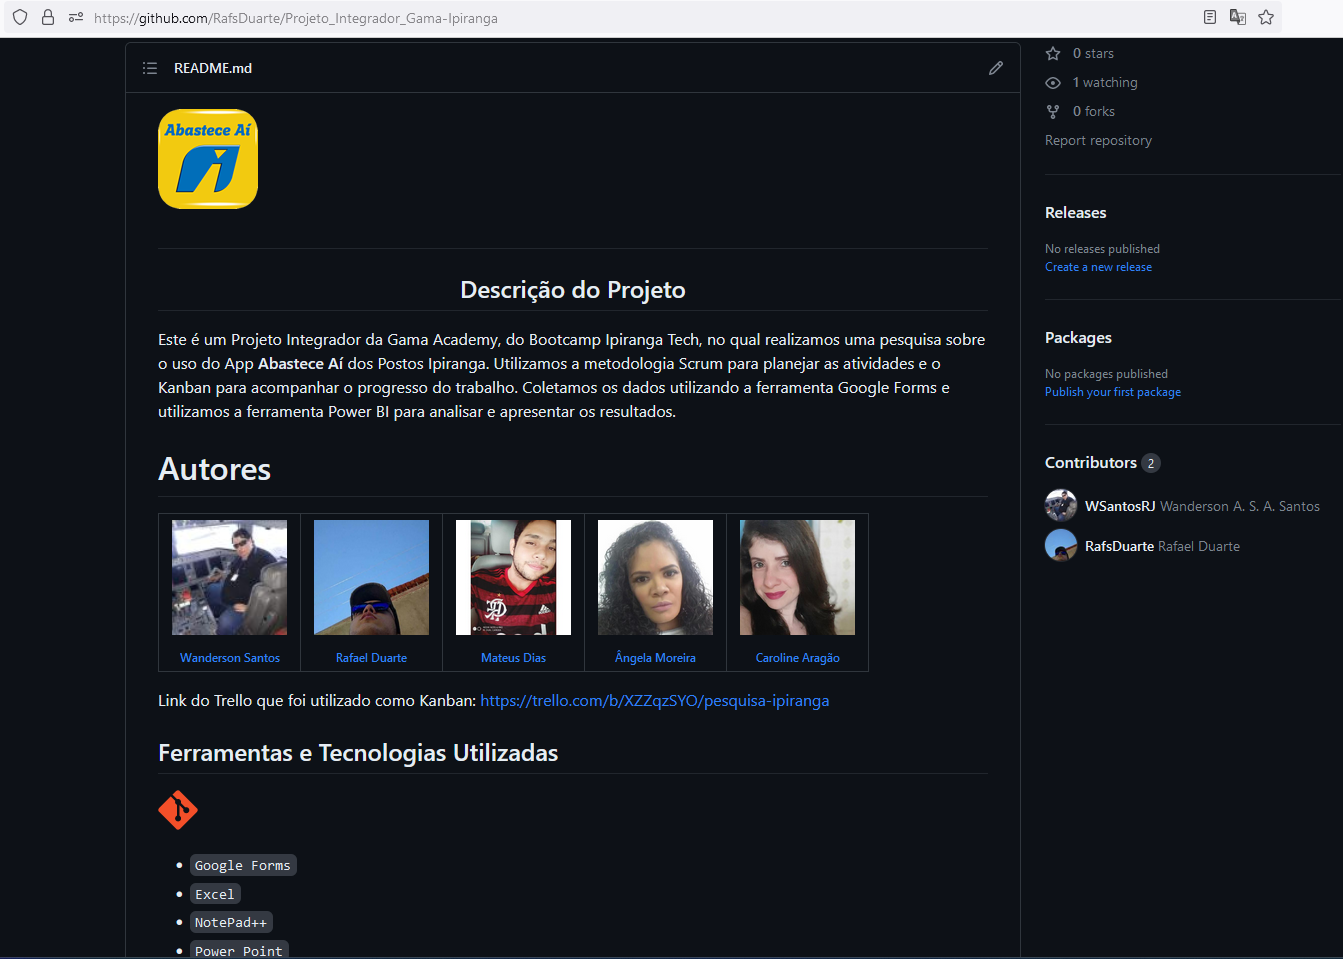 https://github.com/RafsDuarte/Projeto_Integrador_Gama-Ipiranga
README.md
Abastece Aí
Descrição do Projeto
Este é um Projeto Integrador da Gama Academy, do Bootcamp Ipiranga Tech, no qual realizamos uma pesquisa sobre
o uso do App Abastece Aí dos Postos Ipiranga. Utilizamos a metodologia Scrum para planejar as atividades e o
Kanban para acompanhar o progresso do trabalho. Coletamos os dados utilizando a ferramenta Google Forms e
utilizamos a ferramenta Power BI para analisar e apresentar os resultados.
Autores
Wanderson Santos
Rafael Duarte
Mateus Dias
Ângela Moreira
Caroline Aragão
Link do Trello que foi utilizado como Kanban: https://trello.com/b/XZZqzSYO/pesquisa-ipiranga
Ferramentas e Tecnologias Utilizadas
Google Forms
Excel
NotePad++
Power Point
0 stars
1 watching
0 forks
Report repository
Releases
No releases published
Create a new release
Packages
No packages published
Publish your first package
Contributors 2
WSantosRJ Wanderson A. S. A. Santos
RafsDuarte Rafael Duarte